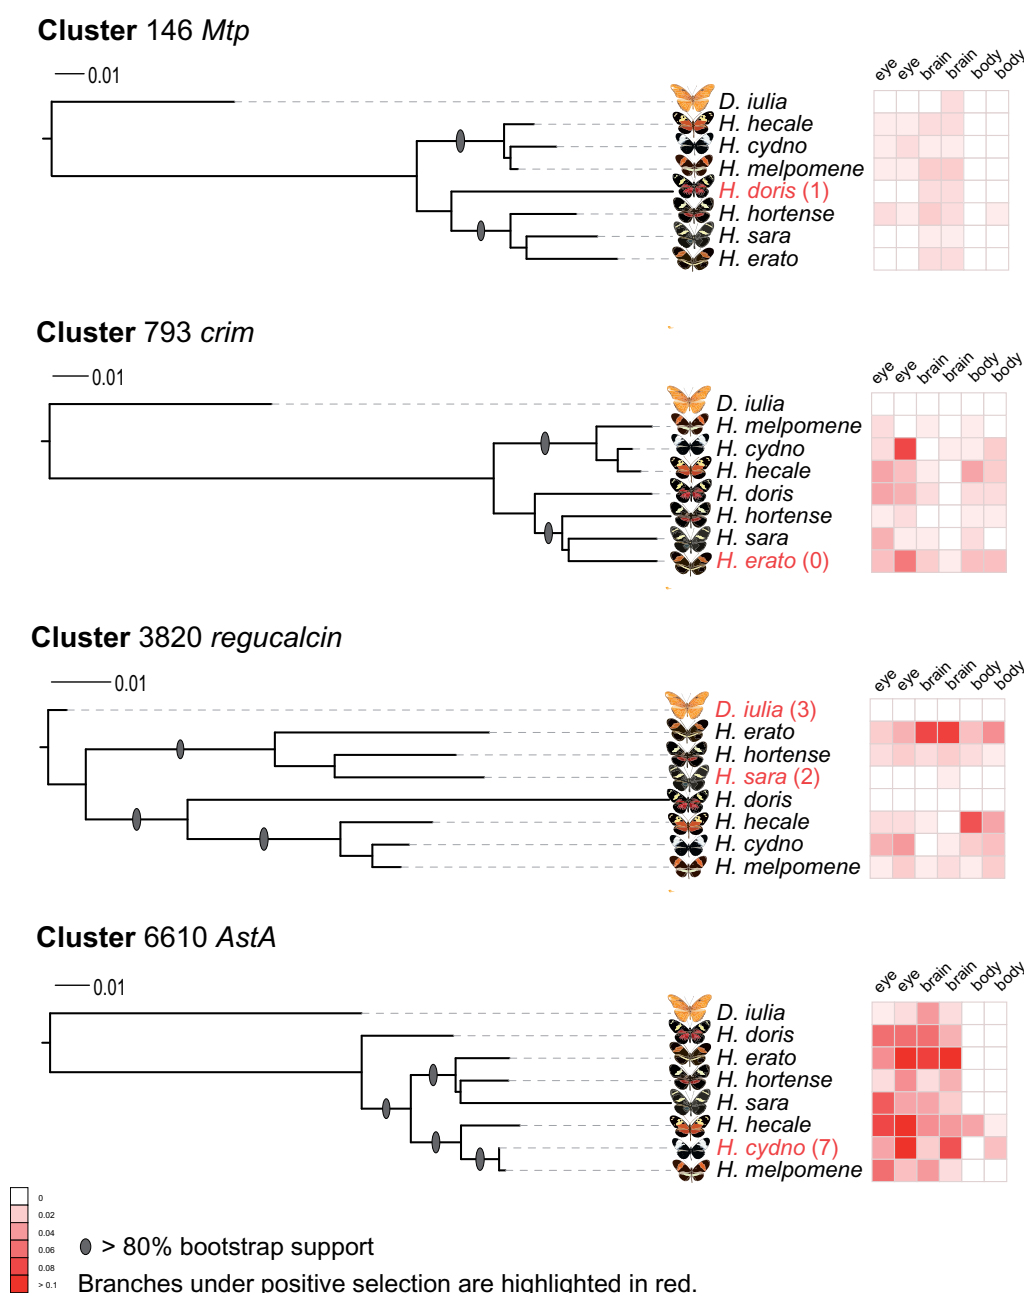 Cluster 146 Mtp
0.01
eye eye brain brain body body
D. iulia
H. hecale
H. cydno
H. melpomene
H. doris (1)
H. hortense
H. sara
H. erato
Cluster 793 crim
0.01
eye eye brain brain body body
D. iulia
H. melpomene
H. cydno
H. hecale
H. doris
H. hortense
H. sara
H. erato (0)
Cluster 3820 regucalcin
0.01
eye eye brain brain body body
D. iulia (3)
H. erato
H. hortense
H. sara (2)
H. doris
H. hecale
H. cydno
H. melpomene
Cluster 6610 AstA
0.01
eye eye brain brain body body
D. iulia
H. doris
H. erato
H. hortense
H. sara
H. hecale
H. cydno (7)
H. melpomene
0
0.02
0.04
0.06
0.08
> 0.1
> 80% bootstrap support
Branches under positive selection are highlighted in red.